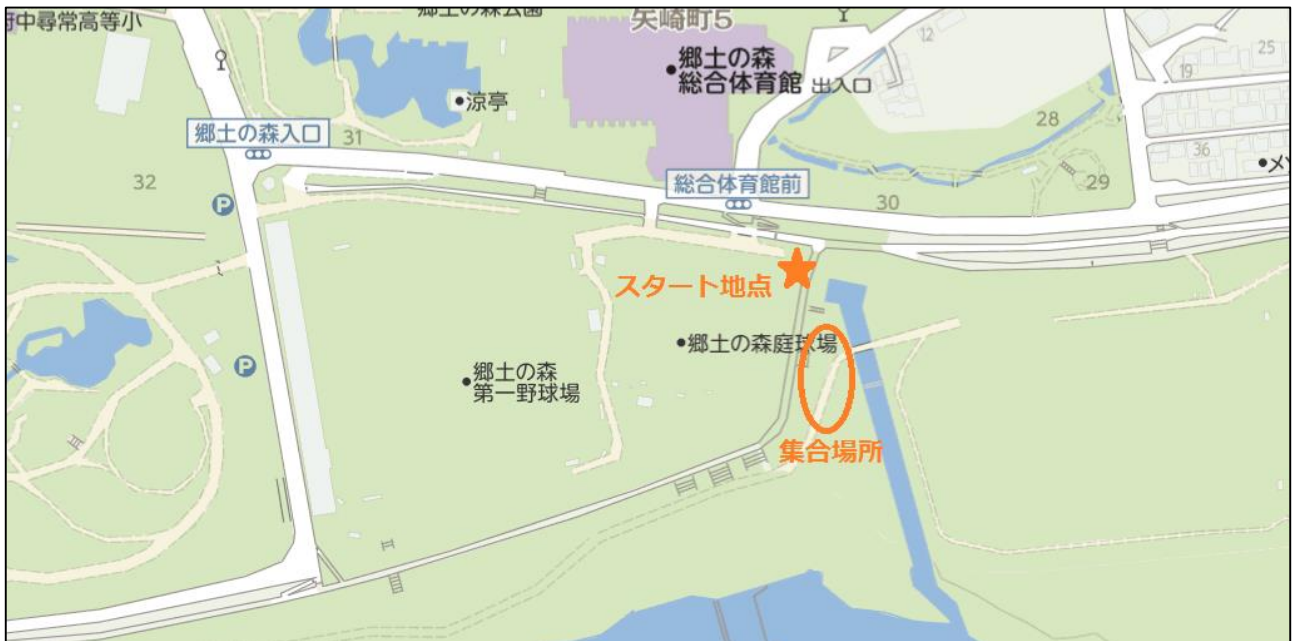 府中尋常高等小
郷土の森公園
矢崎町5
郷土の森
総合体育館
出入口
12
25
19
涼亭
28
郷土の森入口
31
36
メッ
32
総合体育館前
29
30
P
スタート地点
郷土の森庭球場
P
郷土の森
第一野球場
集合場所